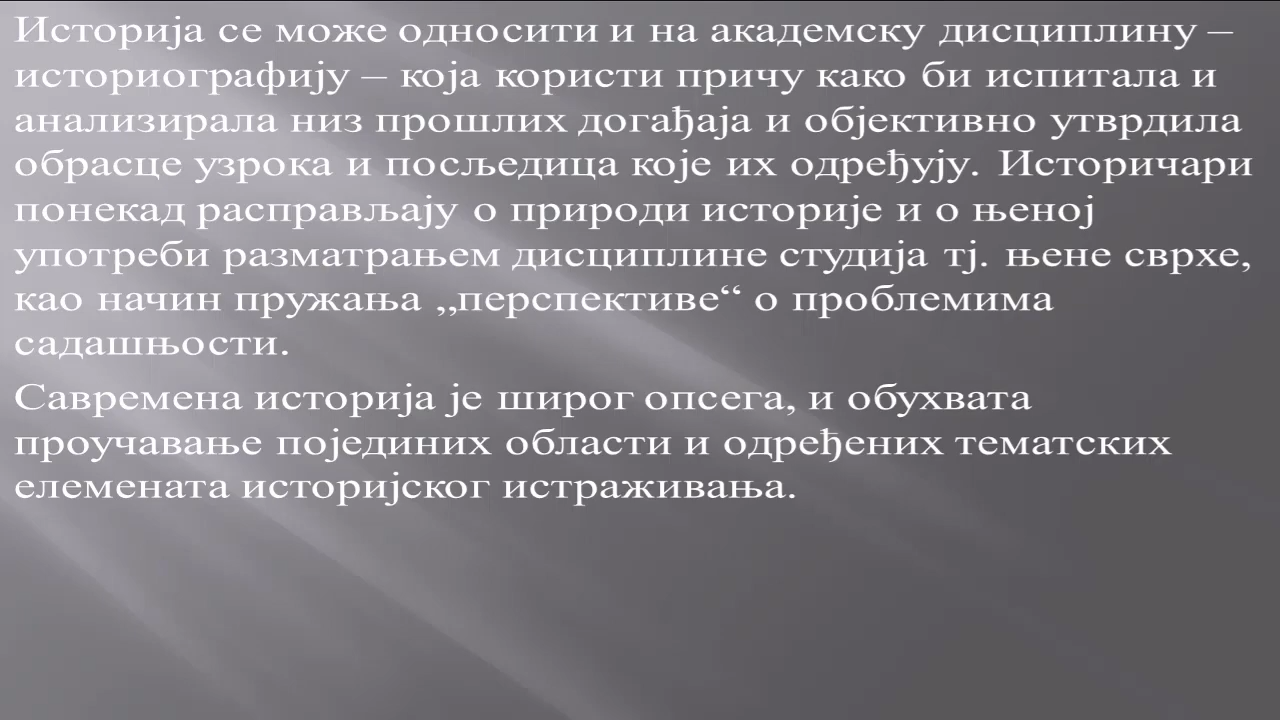 Историја се може односити и на академску дисциплину –
историографију – која користи причу како би испитала и
анализирала низ прошлих догађаја и објективно утврдила
обрасце узрока и посљедица које их одређују. Историчари
понекад расправљају о природи историје и о њеној
употреби разматрањем дисциплине студија тј. њене сврхе,
као начин пружања „перспективе“ о проблемима
садашњости.
Савремена историја је широг опсега, и обухвата
проучавање појединих области и одређених тематских
елемената историјског истраживања.